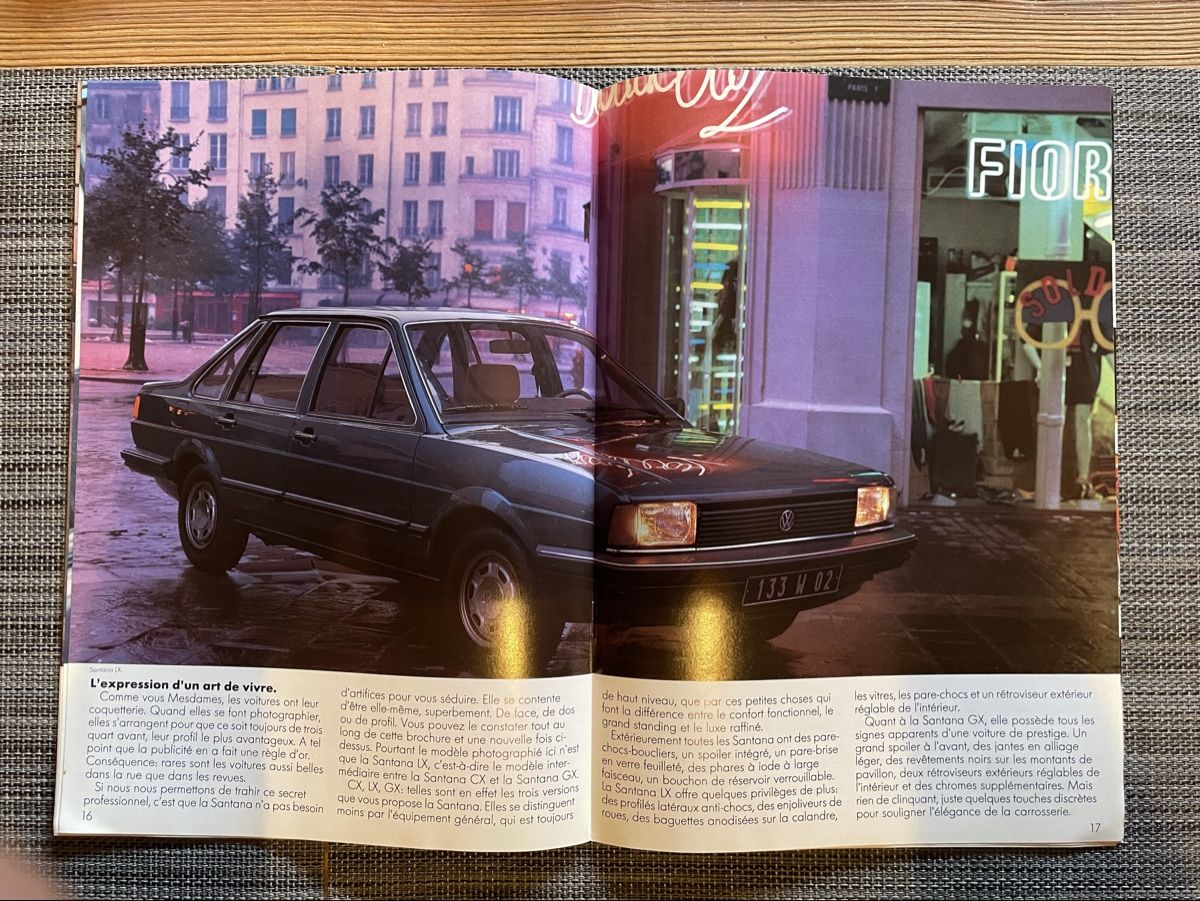 PARIS 1
FIOR
SOLD
133 W 02
Santana LX.
L'expression d'un art de vivre.
Comme vous Mesdames, les voitures ont leur
coquetterie. Quand elles se font photographier,
elles s'arrangent pour que ce soit toujours de trois
quart avant, leur profil le plus avantageux. A tel
point que la publicité en a fait une règle d'or.
Conséquence: rares sont les voitures aussi belles
dans la rue que dans les revues.
Si nous nous permettons de trahir ce secret
professionnel, c'est que la Santana n'a pas besoin
16
d'artifices pour vous séduire. Elle se contente
d'être elle-même, superbement. De face, de dos
ou de profil. Vous pouvez le constater tout au
long de cette brochure et une nouvelle fois ci-
dessus. Pourtant le modèle photographié ici n'est
que la Santana LX, c'est-à-dire le modèle inter-
médiaire entre la Santana CX et la Santana GX.
CX, LX, GX: telles sont en effet les trois versions
que vous propose la Santana. Elles se distinguent
moins par l'équipement général, qui est toujours
de haut niveau, que par ces petites choses qui
font la différence entre le confort fonctionnel, le
grand standing et le luxe raffiné.
Extérieurement toutes les Santana ont des pare-
chocs-boucliers, un spoiler intégré, un pare-brise
en verre feuilleté, des phares à iode à large
faisceau, un bouchon de réservoir verrouillable.
La Santana LX offre quelques privilèges de plus:
des profilés latéraux anti-chocs, des enjoliveurs de
roues, des baguettes anodisées sur la calandre,
les vitres, les pare-chocs et un rétroviseur extérieur
réglable de l'intérieur.
Quant à la Santana GX, elle possède tous les
signes apparents d'une voiture de prestige. Un
grand spoiler à l'avant, des jantes en alliage
léger, des revêtements noirs sur les montants de
pavillon, deux rétroviseurs extérieurs réglables de
l'intérieur et des chromes supplémentaires. Mais
rien de clinquant, juste quelques touches discrètes
pour souligner l'élégance de la carrosserie.
17